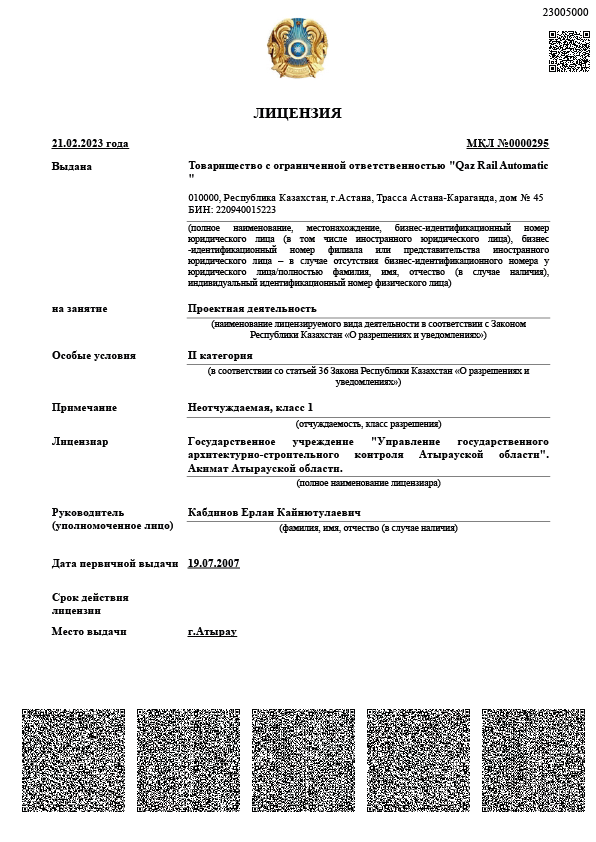 23005000
ЛИЦЕНЗИЯ
21.02.2023 года
МКЛ №0000295
Выдана
Товарищество с ограниченной ответственностью "Qaz Rail Automatic
"
010000, Республика Казахстан, г.Астана, Трасса Астана-Караганда, дом № 45
БИН: 220940015223
(полное наименование, местонахождение, бизнес-идентификационный номер
юридического лица (в том числе иностранного юридического лица), бизнес
-идентификационный номер филиала или представительства иностранного
юридического лица – в случае отсутствия бизнес-идентификационного номера у
юридического лица/полностью фамилия, имя, отчество (в случае наличия),
индивидуальный идентификационный номер физического лица)
на занятие
Проектная деятельность
(наименование лицензируемого вида деятельности в соответствии с Законом
Республики Казахстан «О разрешениях и уведомлениях»)
Особые условия
II категория
(в соответствии со статьей 36 Закона Республики Казахстан «О разрешениях и
уведомлениях»)
Примечание
Неотчуждаемая, класс 1
(отчуждаемость, класс разрешения)
Лицензиар
Государственное учреждение "Управление государственного
архитектурно-строительного контроля Атырауской области".
Акимат Атырауской области.
(полное наименование лицензиара)
Руководитель
(уполномоченное лицо)
Кабдинов Ерлан Кайнютулаевич
(фамилия, имя, отчество (в случае наличия)
Дата первичной выдачи
19.07.2007
Срок действия
лицензии
Место выдачи
г.Атырау